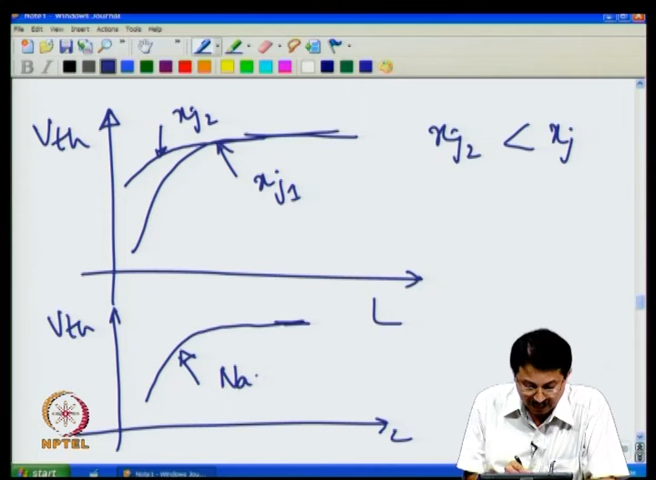 Note1 - Windows Journal
File Edit View Insert Actions Tools Help
B I
Vth
xj2
xj2 < xj
xj1
L
Vth
Na
L
NPTEL
start
Note1 - Windows Jou...